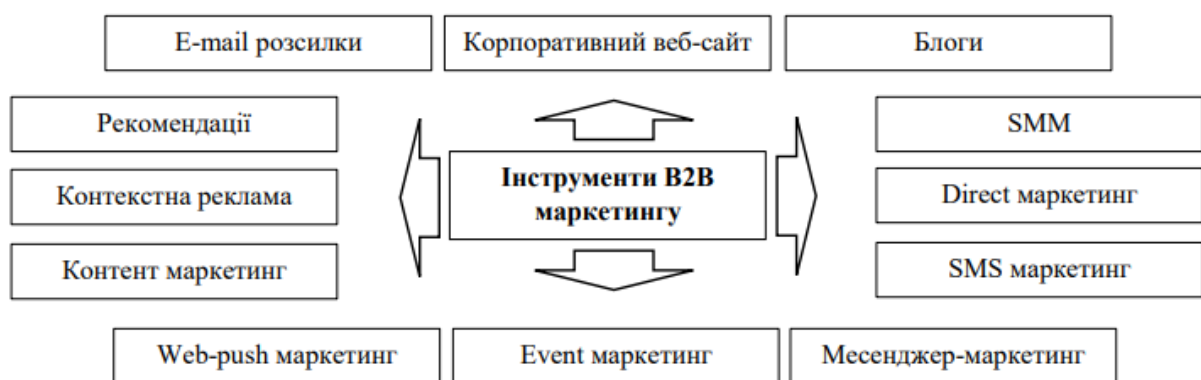 E-mail розсилки
Корпоративний веб-сайт
Блоги
Рекомендації
SMM
Інструменти B2B
маркетингу
Контекстна реклама
Direct маркетинг
Контент маркетинг
SMS маркетинг
Web-push маркетинг
Event маркетинг
Месенджер-маркетинг